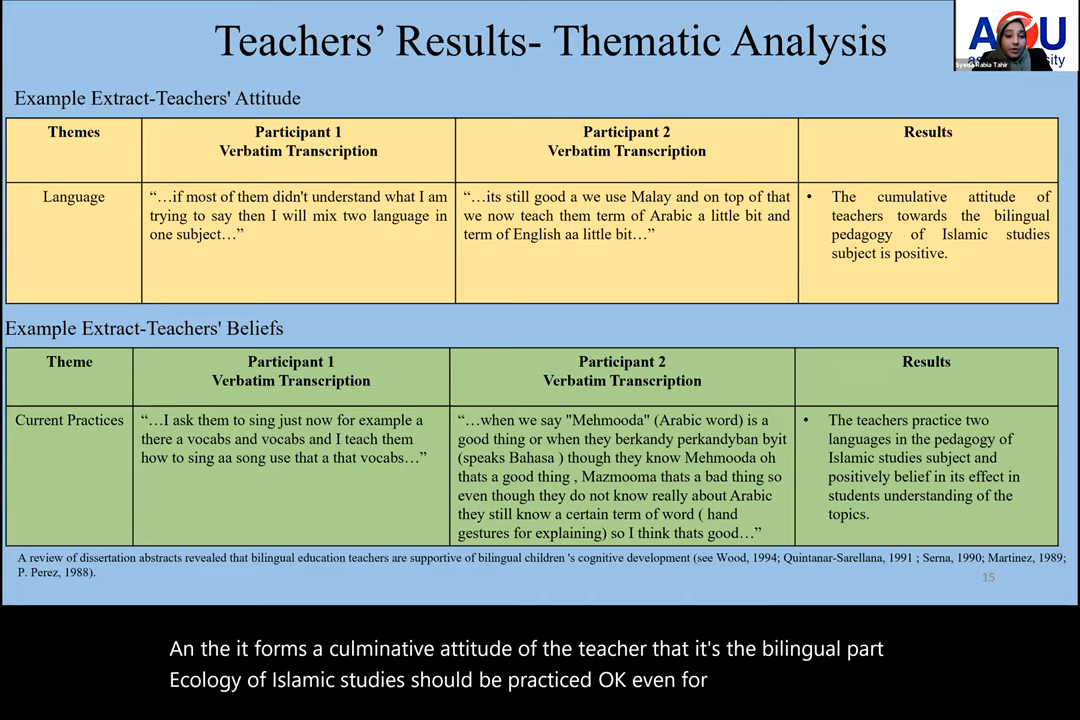 Teachers’ Results- Thematic Analysis
Syeda Rabia Tahir
Example Extract-Teachers' Attitude
Themes
Participant 1
Verbatim Transcription
Participant 2
Verbatim Transcription
Results
Language
“…if most of them didn't understand what I am
trying to say then I will mix two language in
one subject…”
“…its still good a we use Malay and on top of that
we now teach them term of Arabic a little bit and
term of English aa little bit…”
• The cumulative attitude of
teachers towards the bilingual
pedagogy of Islamic studies
subject is positive.
Example Extract-Teachers' Beliefs
Theme
Participant 1
Verbatim Transcription
Participant 2
Verbatim Transcription
Results
Current Practices
“…I ask them to sing just now for example a
there a vocabs and vocabs and I teach them
how to sing aa song use that a that vocabs…”
“…when we say "Mehmooda" (Arabic word) is a
good thing or when they berkandy perkandyban byit
(speaks Bahasa ) though they know Mehmooda oh
thats a good thing , Mazmooma thats a bad thing so
even though they do not know really about Arabic
they still know a certain term of word ( hand
gestures for explaining) so I think thats good…”
• The teachers practice two
languages in the pedagogy of
Islamic studies subject and
positively belief in its effect in
students understanding of the
topics.
A review of dissertation abstracts revealed that bilingual education teachers are supportive of bilingual children 's cognitive development (see Wood, 1994; Quintanar-Sarellana, 1991 ; Serna, 1990; Martinez, 1989;
P. Perez, 1988).
15
An the it forms a culminative attitude of the teacher that it's the bilingual part
Ecology of Islamic studies should be practiced OK even for